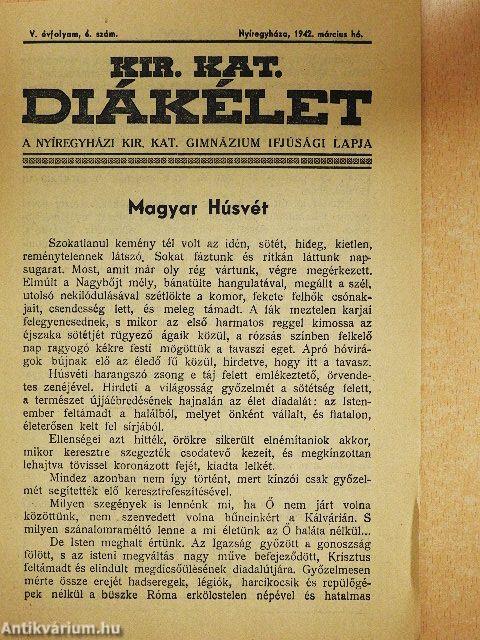 V. évfolyam, 6. szám. Nyíregyháza, 1942. március hó.
KIR. KAT.
DIÁKÉLET
A NYÍREGYHÁZI KIR. KAT. GIMNÁZIUM IFJÚSÁGI LAPJA
Magyar Húsvét
Szokatlanul kemény tél volt az idén, sötét, hideg, kietlen,
reménytelennek látszó. Sokat fáztunk és ritkán láttunk nap-
sugarat. Most, amit már oly rég vártunk, végre megérkezett.
Elmúlt a Nagybőjt mély, bánatülte hangulatával, megállt a szél,
utolsó nekilódulásával szétlökte a komor, fekete felhők csónak-
jait, csendesség lett, és meleg támadt. A fák meztelen karjai
felegyenesednek, s mikor az első harmatos reggel kimossa az
éjszaka sötétjét rügyező ágaik közül, a rózsás színben felkelő
nap ragyogó kékre festi mögöttük a tavaszi eget. Apró hóvirá-
gok bújnak elő az éledő fű közül, hirdetve, hogy itt a tavasz.
Húsvéti harangszó zsong e táj felett emlékeztető, örvende-
tes zenéjével. Hirdeti a világosság győzelmét a sötétség felett,
a természet újjáébredésének hajnalán az élet diadalát: az Isten-
ember feltámadt a halálból, melyet önként vállalt, és fiatalon,
életerősen kelt fel sírjából.
Ellenségei azt hitték, örökre sikerült elnémítaniok akkor,
mikor keresztre szegezték csodatevő kezeit, és megkínzottan
lehajtva tövissel koronázott fejét, kiadta lelkét.
Mindez azonban nem így történt, mert kínzói csak győzel-
mét segítették elő keresztrefeszítésével.
Milyen szegények is lennénk mi, ha Ő nem járt volna
közöttünk, nem szenvedett volna bűneinkért a Kálvárián. S
milyen szánalomraméltó lenne a mi életünk az Ő halála nélkül...
De Isten meghalt értünk. Az Igazság győzött a gonoszság
fölött, s az isteni megváltás nagy műve befejeződött, Krisztus
feltámadt és elindult megdicsőülésének diadalútjára. Győzelmesen
mérte össze erejét hadseregek, légiók, harcikocsik és repülőgé-
pek nélkül a büszke Róma erkölcstelen népével és hatalmas
Antikvárium.hu